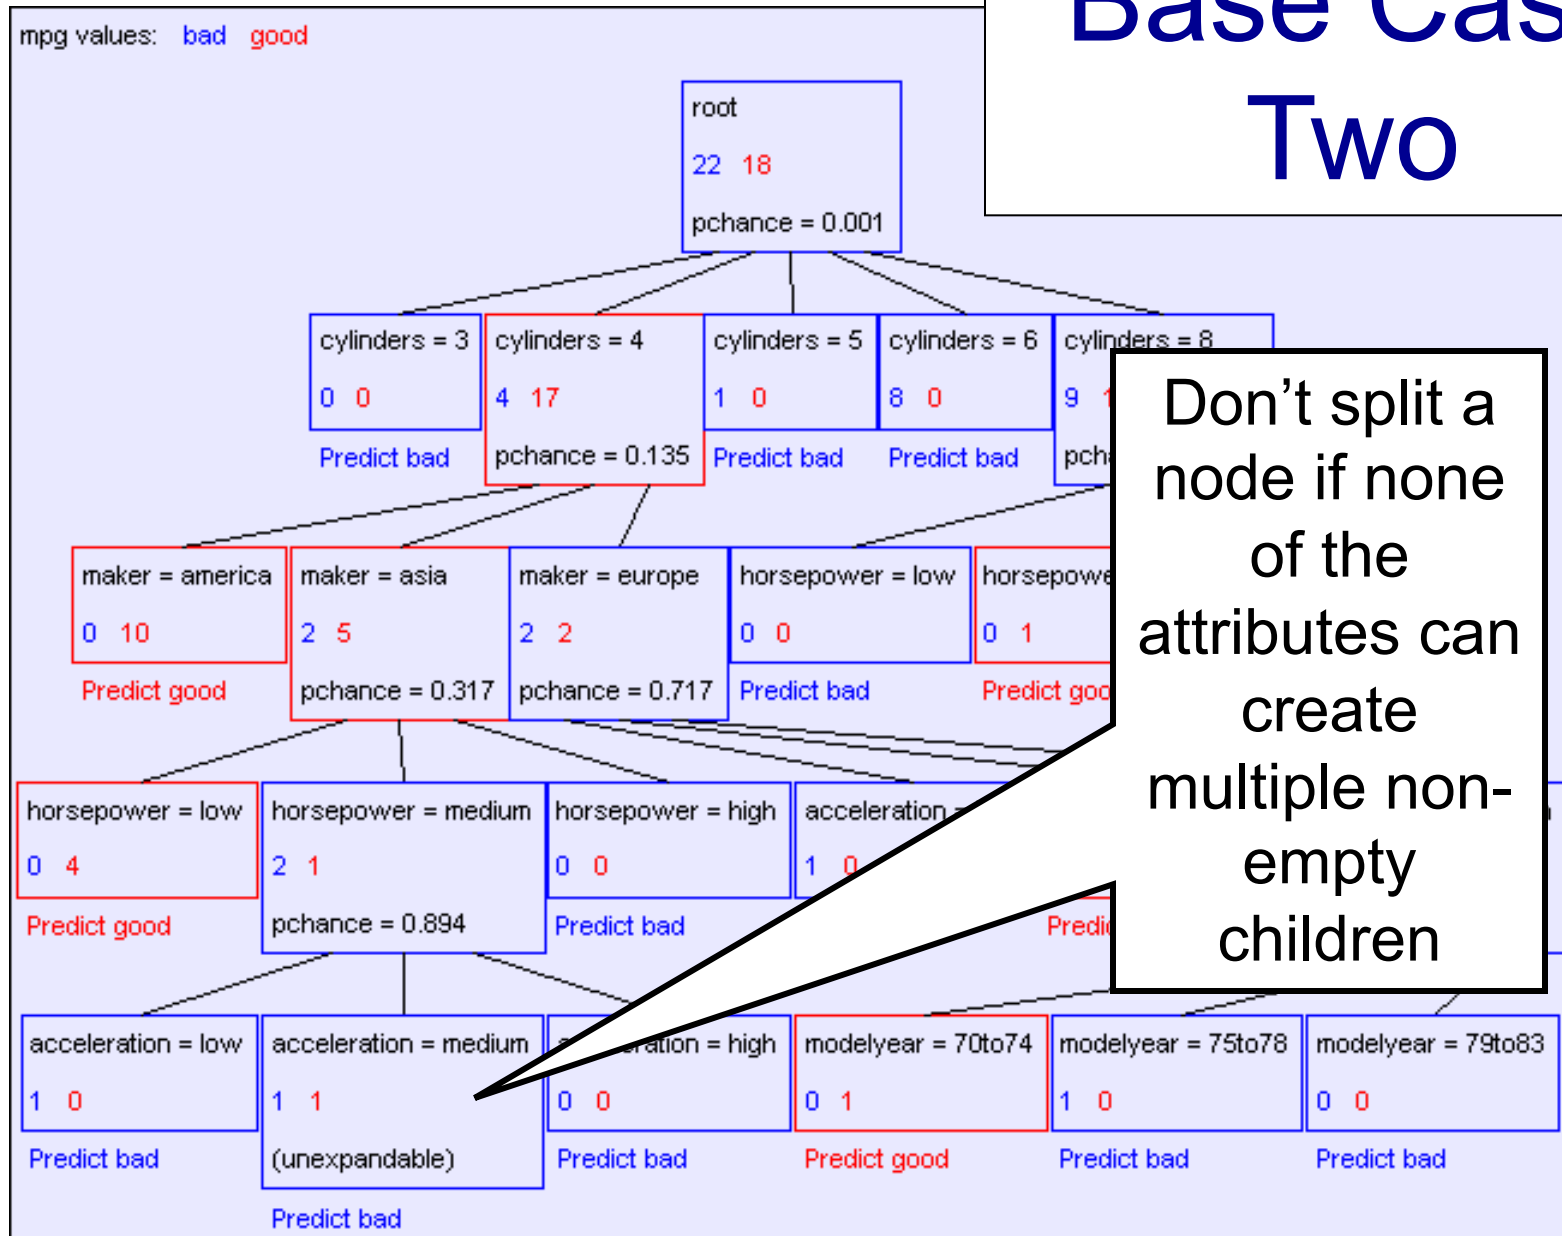 Base Cas
Two
mpg values: bad good
root
22 18
pchance = 0.001
cylinders = 3 cylinders = 4 cylinders = 5 cylinders = 6 cylinders = 8
0 0 4 17 1 0 8 0 9
Predict bad pchance = 0.135 Predict bad Predict bad
maker = america maker = asia maker = europe horsepower = low
0 10 2 5 2 2 0 0 0 1
Predict good pchance = 0.317 pchance = 0.717 Predict bad Predict
horsepower = low horsepower = medium horsepower = high acceleration
0 4 2 1 0 0 1 0
Predict good pchance = 0.894 Predict bad
acceleration = low acceleration = medium = high modelyear = 70to74 modelyear = 75to78 modelyear = 79to83
1 0 1 1 0 0 0 1 1 0 0 0
Predict bad (unexpandable) Predict bad Predict good Predict bad Predict bad
Predict bad
Don’t split a
node if none
of the
attributes can
create
multiple non-
empty
children